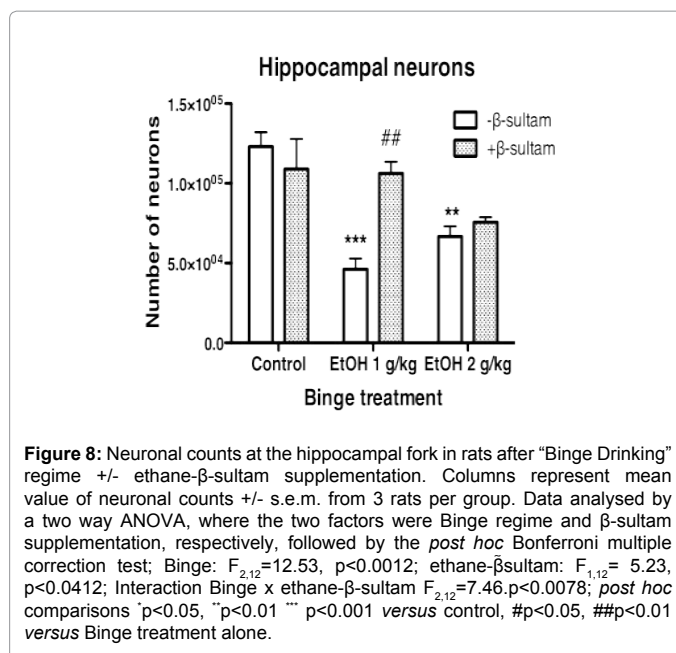 Hippocampal neurons
1.5×10⁰⁵
1.0×10⁰⁵
5.0×10⁰⁴
0.0
Number of neurons
-β-sultam
+β-sultam
##
***
**
Control
EtOH 1 g/kg
EtOH 2 g/kg
Binge treatment
Figure 8: Neuronal counts at the hippocampal fork in rats after “Binge Drinking”
regime +/- ethane-β-sultam supplementation. Columns represent mean
value of neuronal counts +/- s.e.m. from 3 rats per group. Data analysed by
a two way ANOVA, where the two factors were Binge regime and β-sultam
supplementation, respectively, followed by the post hoc Bonferroni multiple
correction test; Binge: F₂,₁₂=12.53, p<0.0012; ethane-β̃sultam: F₁,₁₂= 5.23,
p<0.0412; Interaction Binge x ethane-β-sultam F₂,₁₂=7.46.p<0.0078; post hoc
comparisons *p<0.05, **p<0.01 *** p<0.001 versus control, #p<0.05, ##p<0.01
versus Binge treatment alone.